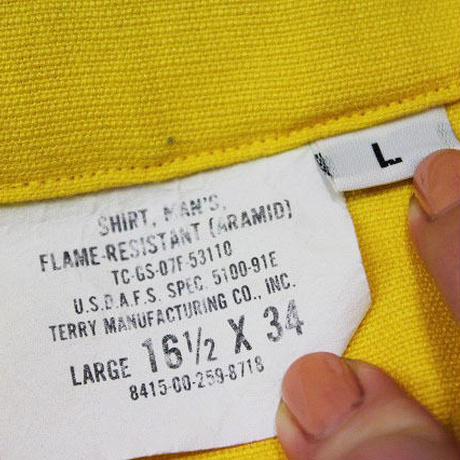 L
SHIRT, MAN'S,
FLAME-RESISTANT (ARAMID)
TC-GS-07F-53110
U.S.D.A.F.S. SPEC. 5100-91E
TERRY MANUFACTURING CO., INC.
LARGE 16½ X 34
8415-00-259-8718